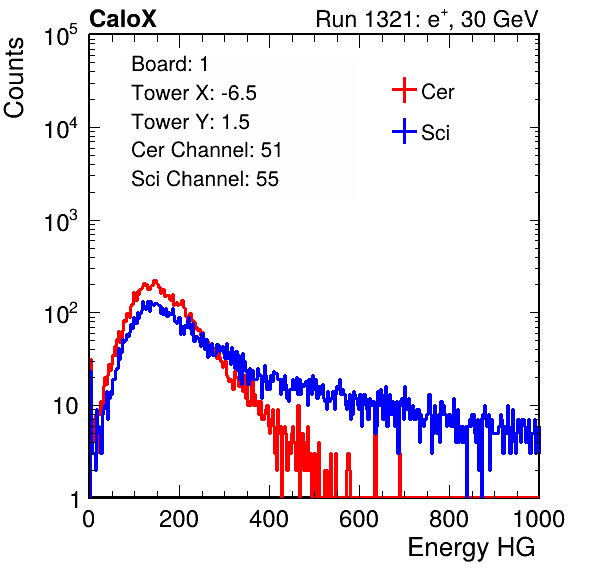 CaloX Run 1321: e⁺, 30 GeV
Counts
Board: 1
Tower X: -6.5
Tower Y: 1.5
Cer Channel: 51
Sci Channel: 55
Cer
Sci
10⁵
10⁴
10³
10²
10
1
0 200 400 600 800 1000
Energy HG